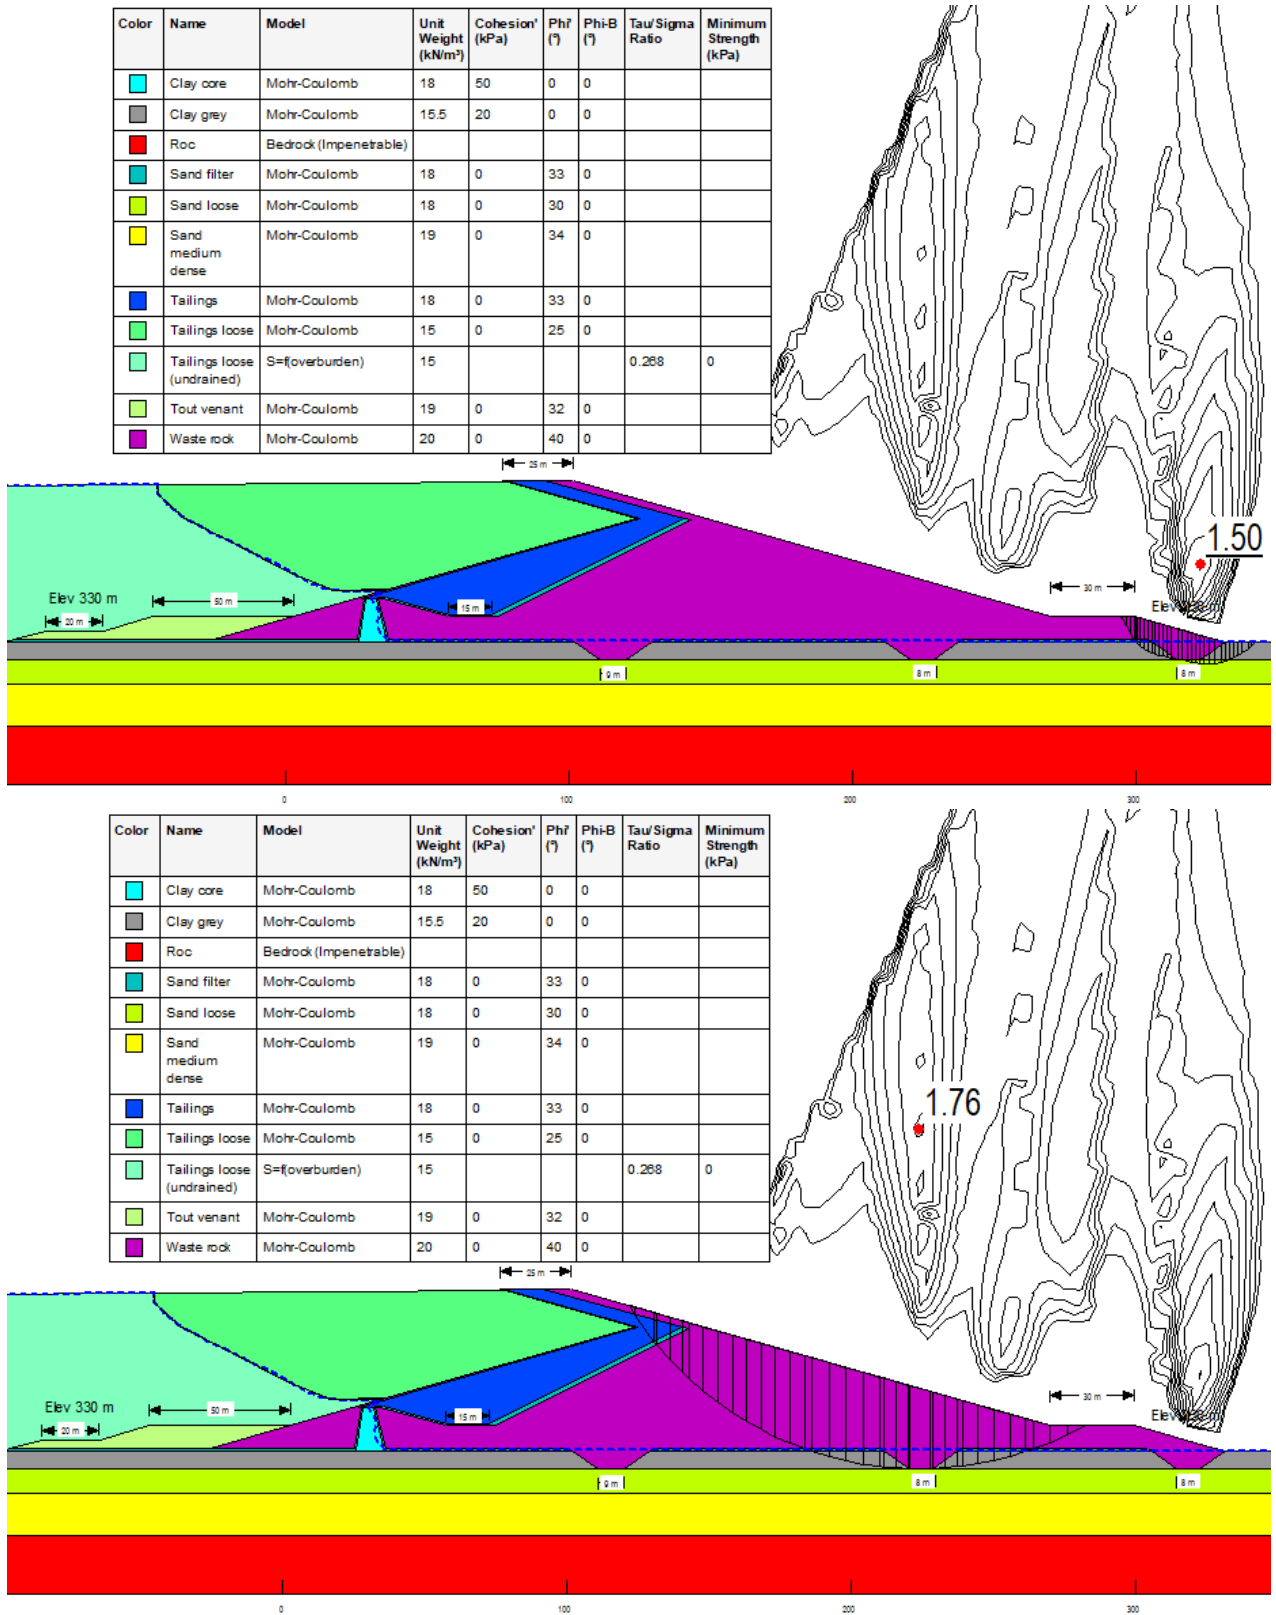 Color Name Model Unit Weight (kN/m³) Cohesion' (kPa) Phi' (°) Phi-B (°) Tau/Sigma Ratio Minimum Strength (kPa)
Clay core Mohr-Coulomb 18 50 0 0
Clay grey Mohr-Coulomb 15.5 20 0 0
Roc Bedrock (Impenetrable)
Sand filter Mohr-Coulomb 18 0 33 0
Sand loose Mohr-Coulomb 18 0 30 0
Sand medium dense Mohr-Coulomb 19 0 34 0
Tailings Mohr-Coulomb 18 0 33 0
Tailings loose Mohr-Coulomb 15 0 25 0
Tailings loose (undrained) S=f(overburden) 15 0.268 0
Tout venant Mohr-Coulomb 19 0 32 0
Waste rock Mohr-Coulomb 20 0 40 0
25 m
1.50
Elev 330 m
20 m
50 m
15 m
30 m
9 m
8 m
8 m
0 100 200 300
Color Name Model Unit Weight (kN/m³) Cohesion' (kPa) Phi' (°) Phi-B (°) Tau/Sigma Ratio Minimum Strength (kPa)
Clay core Mohr-Coulomb 18 50 0 0
Clay grey Mohr-Coulomb 15.5 20 0 0
Roc Bedrock (Impenetrable)
Sand filter Mohr-Coulomb 18 0 33 0
Sand loose Mohr-Coulomb 18 0 30 0
Sand medium dense Mohr-Coulomb 19 0 34 0
Tailings Mohr-Coulomb 18 0 33 0
Tailings loose Mohr-Coulomb 15 0 25 0
Tailings loose (undrained) S=f(overburden) 15 0.268 0
Tout venant Mohr-Coulomb 19 0 32 0
Waste rock Mohr-Coulomb 20 0 40 0
1.76
25 m
Elev 330 m
20 m
50 m
15 m
30 m
9 m
8 m
8 m
0 100 200 300